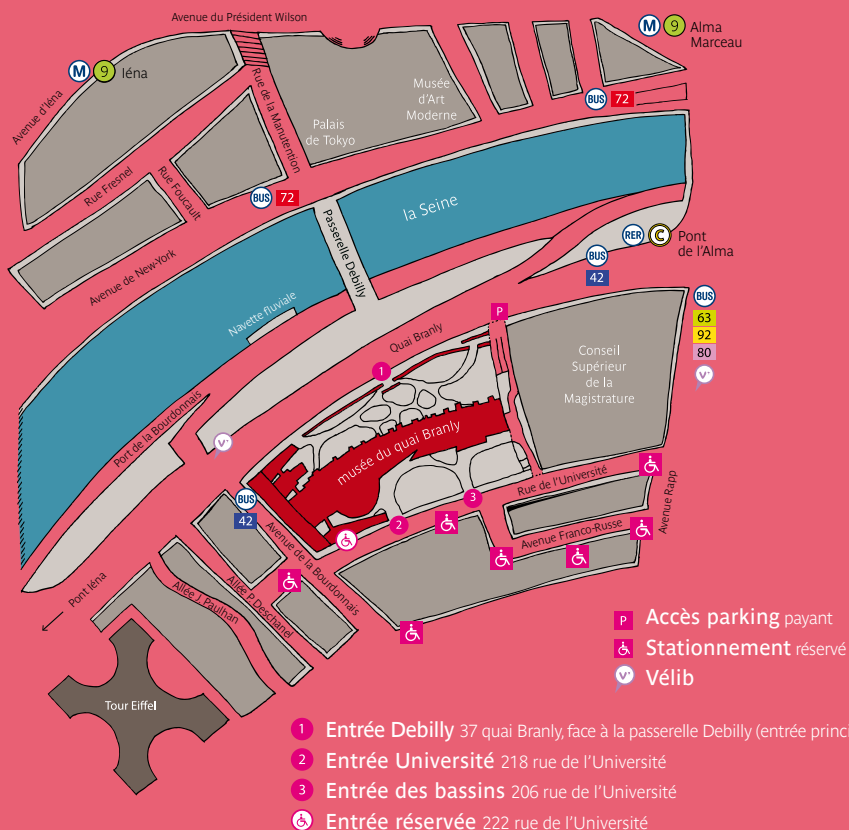 Avenue du Président Wilson
M 9 Alma
Marceau
M 9 Iéna
Avenue d'Iéna
Rue de la Manutention
Musée
d'Art
Moderne
Palais
de Tokyo
BUS 72
Rue Fresnel
Rue Foucault
BUS 72
la Seine
Passerelle Debilly
Avenue de New-York
RER C Pont
de l'Alma
BUS
42
Navette fluviale
BUS
63
92
80
V
P
Quai Branly
Conseil
Supérieur
de la
Magistrature
1
Port de la Bourdonnais
musée du quai Branly
V
Rue de l'Université
Avenue Rapp
BUS
42
3
2
Avenue Franco-Russe
Avenue de la Bourdonnais
Pont Iéna
Allée J. Paulhan
Allée P. Deschanel
Tour Eiffel
P Accès parking payant
Stationnement réservé
V Vélib
1 Entrée Debilly 37 quai Branly, face à la passerelle Debilly (entrée princi
2 Entrée Université 218 rue de l'Université
3 Entrée des bassins 206 rue de l'Université
Entrée réservée 222 rue de l'Université